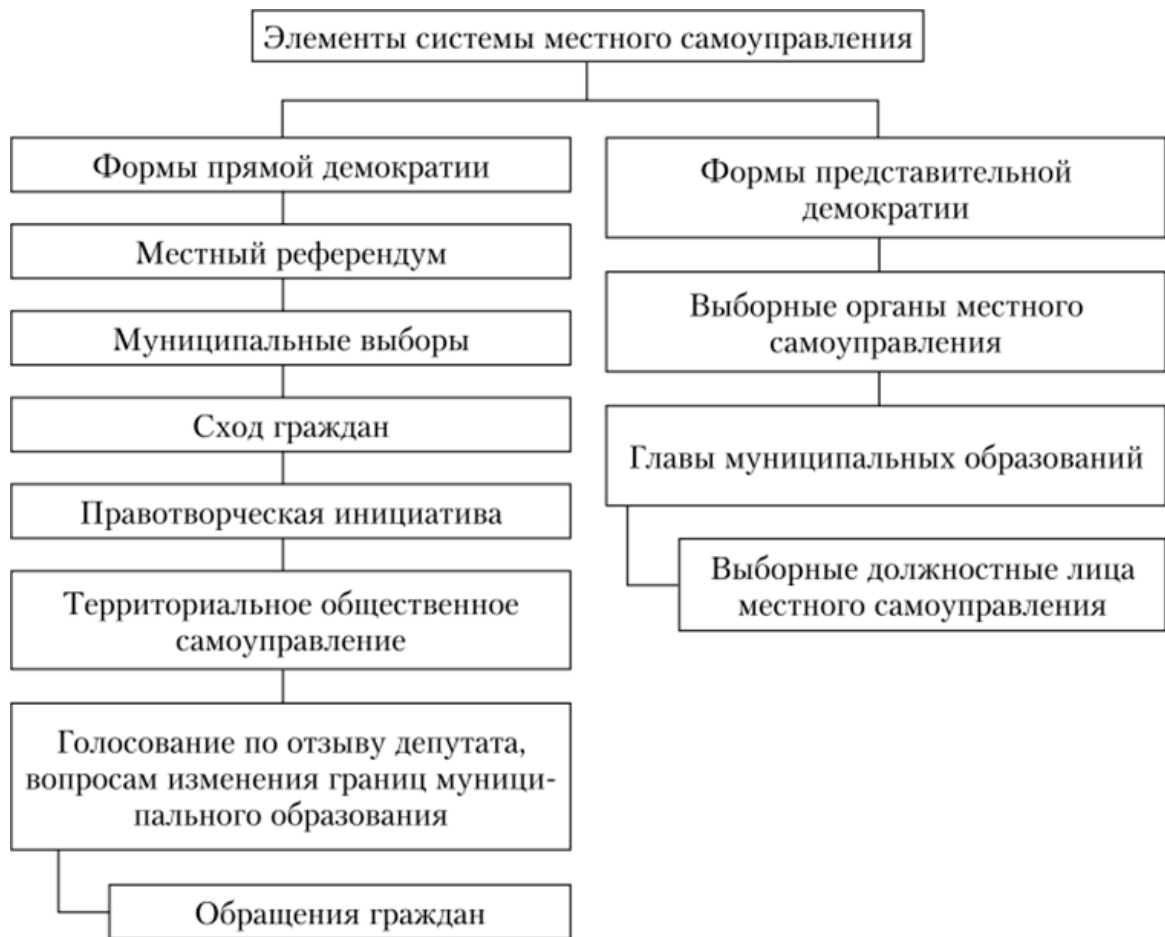 Элементы системы местного самоуправления
Формы прямой демократии
Местный референдум
Муниципальные выборы
Сход граждан
Правотворческая инициатива
Территориальное общественное
самоуправление
Голосование по отзыву депутата,
вопросам изменения границ муници-
пального образования
Обращения граждан
Формы представительной
демократии
Выборные органы местного
самоуправления
Главы муниципальных образований
Выборные должностные лица
местного самоуправления